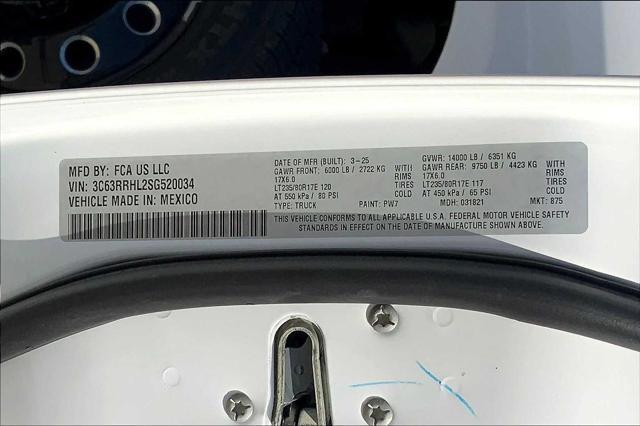 MFD BY: FCA US LLC
VIN: 3C63RRHL2SG520034
VEHICLE MADE IN: MEXICO
DATE OF MFR (BUILT): 3-25
GAWR FRONT: 6000 LB / 2722 KG WITH
17X6.0 RIMS
LT235/80R17E 120 TIRES
AT 550 kPa / 80 PSI COLD
TYPE: TRUCK PAINT: PW7
GVWR: 14000 LB / 6351 KG
GAWR REAR: 9750 LB / 4423 KG WITH
17X6.0 RIMS
LT235/80R17E 117 TIRES
AT 450 kPa / 65 PSI COLD
MDH: 031821 MKT: 875
THIS VEHICLE CONFORMS TO ALL APPLICABLE U.S.A. FEDERAL MOTOR VEHICLE SAFETY
STANDARDS IN EFFECT ON THE DATE OF MANUFACTURE SHOWN ABOVE.